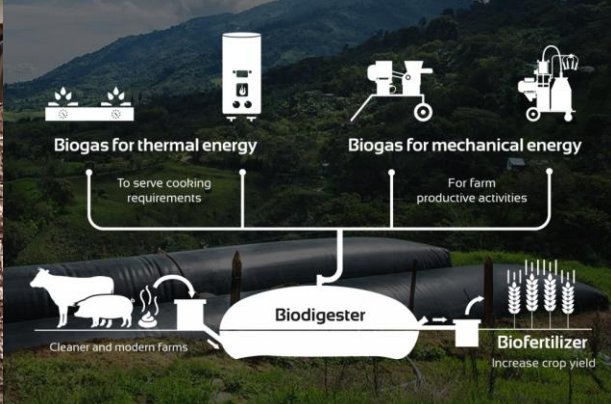 Biogas for thermal energy
Biogas for mechanical energy
To serve cooking
requirements
For farm
productive activities
Biodigester
Cleaner and modern farms
Biofertilizer
Increase crop yield